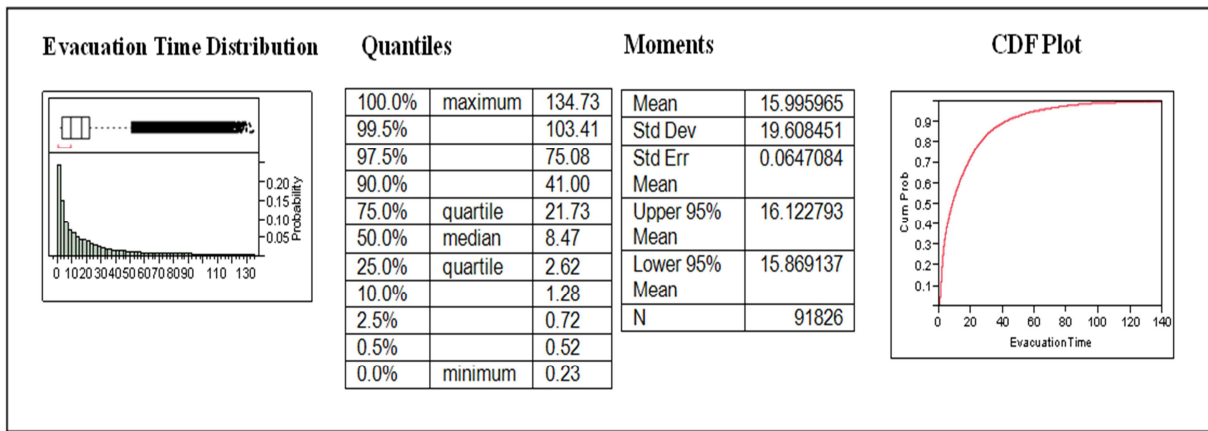 Evacuation Time Distribution
Quantiles
Moments
CDF Plot
0.20
0.15
0.10
0.05
Probability
0 10 20 30 40 50 60 70 80 90 110 130
100.0% maximum 134.73
99.5% 103.41
97.5% 75.08
90.0% 41.00
75.0% quartile 21.73
50.0% median 8.47
25.0% quartile 2.62
10.0% 1.28
2.5% 0.72
0.5% 0.52
0.0% minimum 0.23
Mean 15.995965
Std Dev 19.608451
Std Err 0.0647084
Mean
Upper 95% 16.122793
Mean
Lower 95% 15.869137
Mean
N 91826
Cum Prob
0.9
0.8
0.7
0.6
0.5
0.4
0.3
0.2
0.1
0 20 40 60 80 100 120 140
EvacuationTime